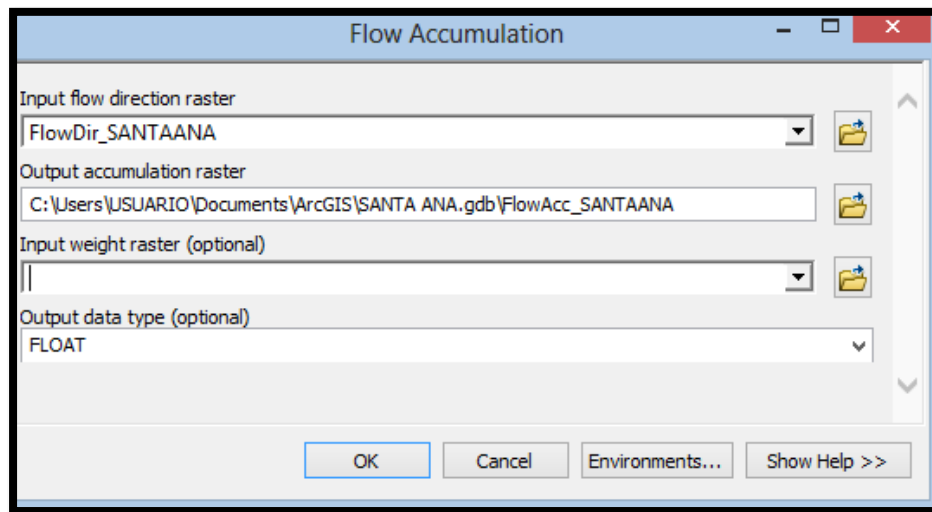 Flow Accumulation
Input flow direction raster
FlowDir_SANTAANA
Output accumulation raster
C:\Users\USUARIO\Documents\ArcGIS\SANTA ANA.gdb\FlowAcc_SANTAANA
Input weight raster (optional)
Output data type (optional)
FLOAT
OK Cancel Environments... Show Help >>